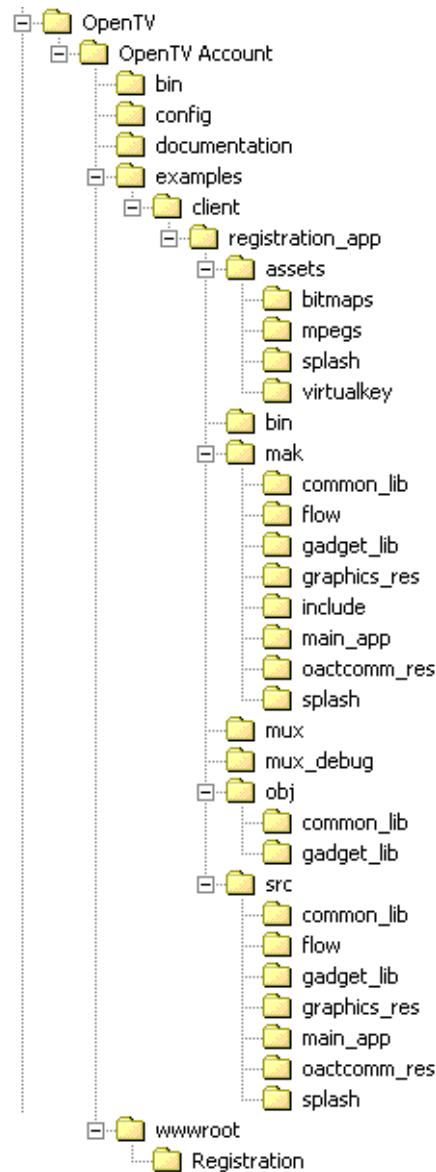 OpenTV
OpenTV Account
bin
config
documentation
examples
client
registration_app
assets
bitmaps
mpegs
splash
virtualkey
bin
mak
common_lib
flow
gadget_lib
graphics_res
include
main_app
oactcomm_res
splash
mux
mux_debug
obj
common_lib
gadget_lib
src
common_lib
flow
gadget_lib
graphics_res
main_app
oactcomm_res
splash
wwwroot
Registration